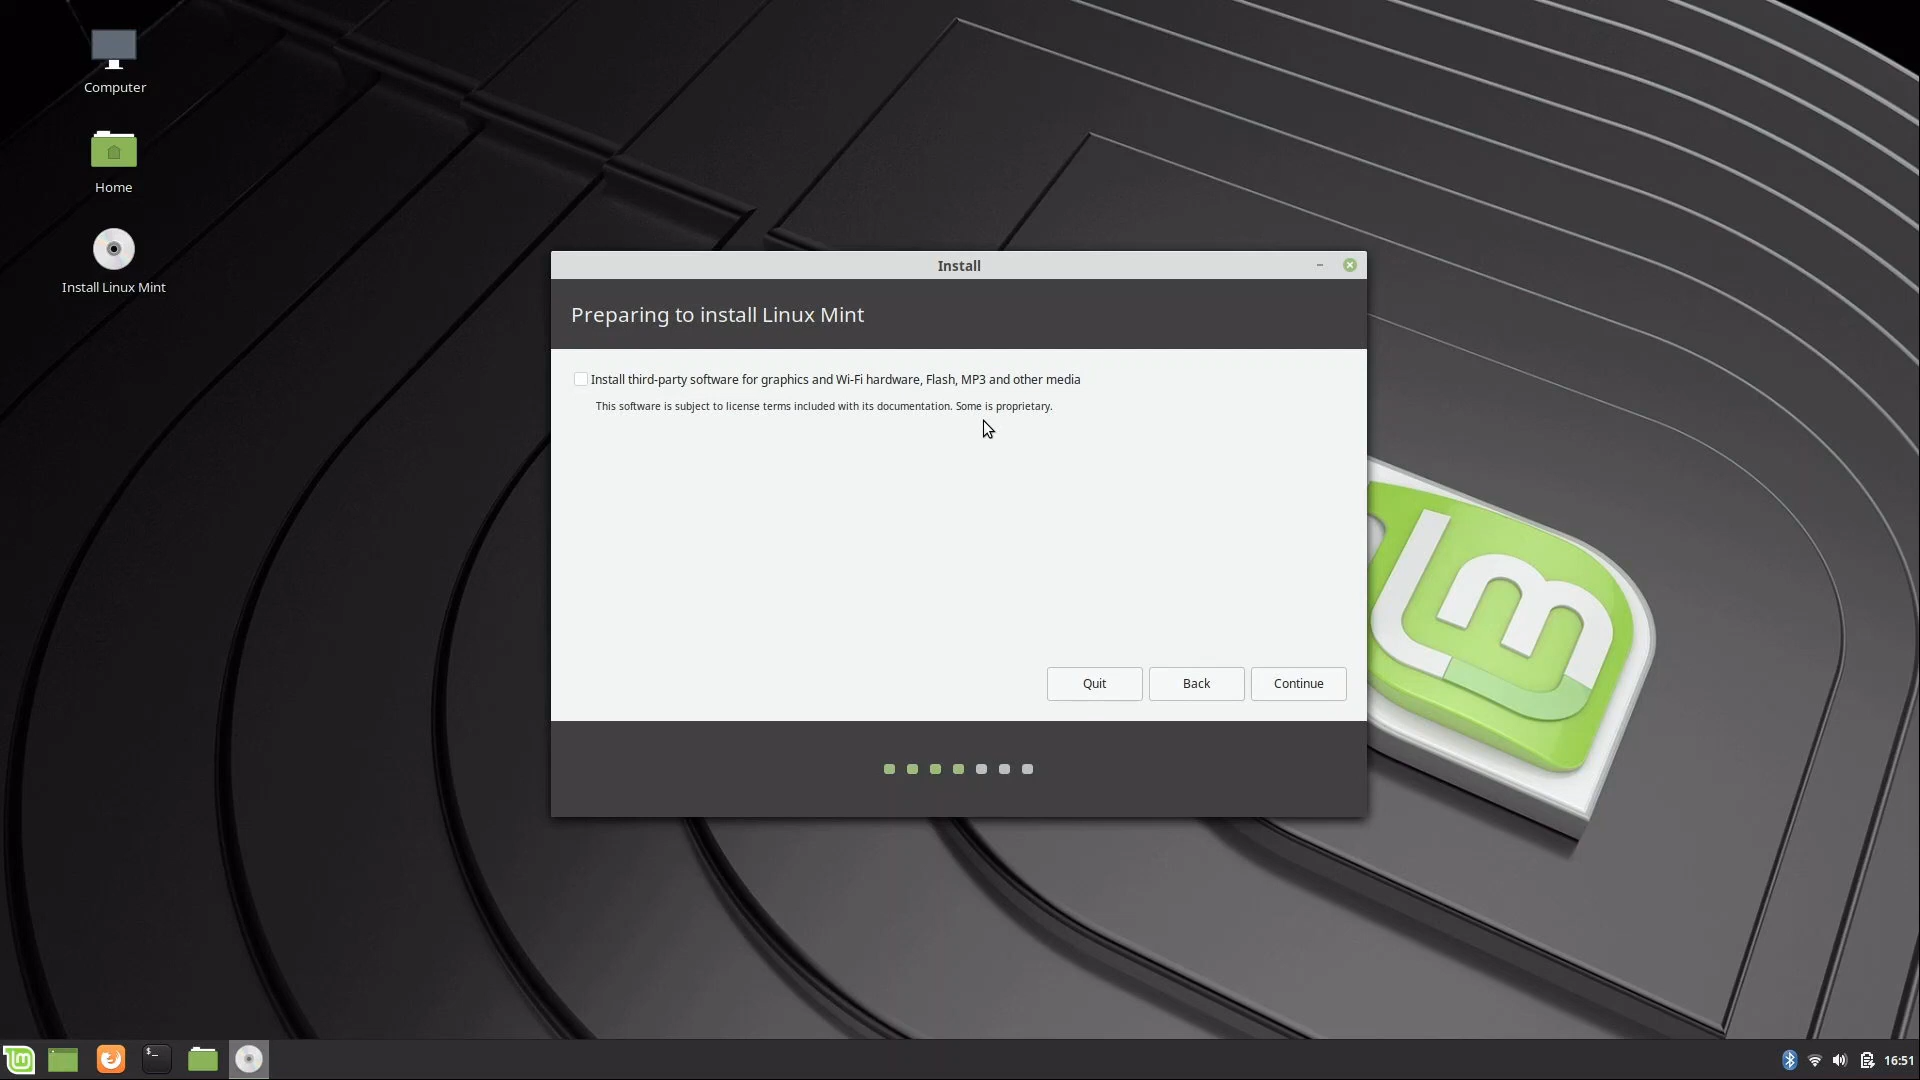 Computer
Home
Install Linux Mint
Install
Preparing to install Linux Mint
Install third-party software for graphics and Wi-Fi hardware, Flash, MP3 and other media
This software is subject to license terms included with its documentation. Some is proprietary.
Quit
Back
Continue
lm
lm
$_
16:51